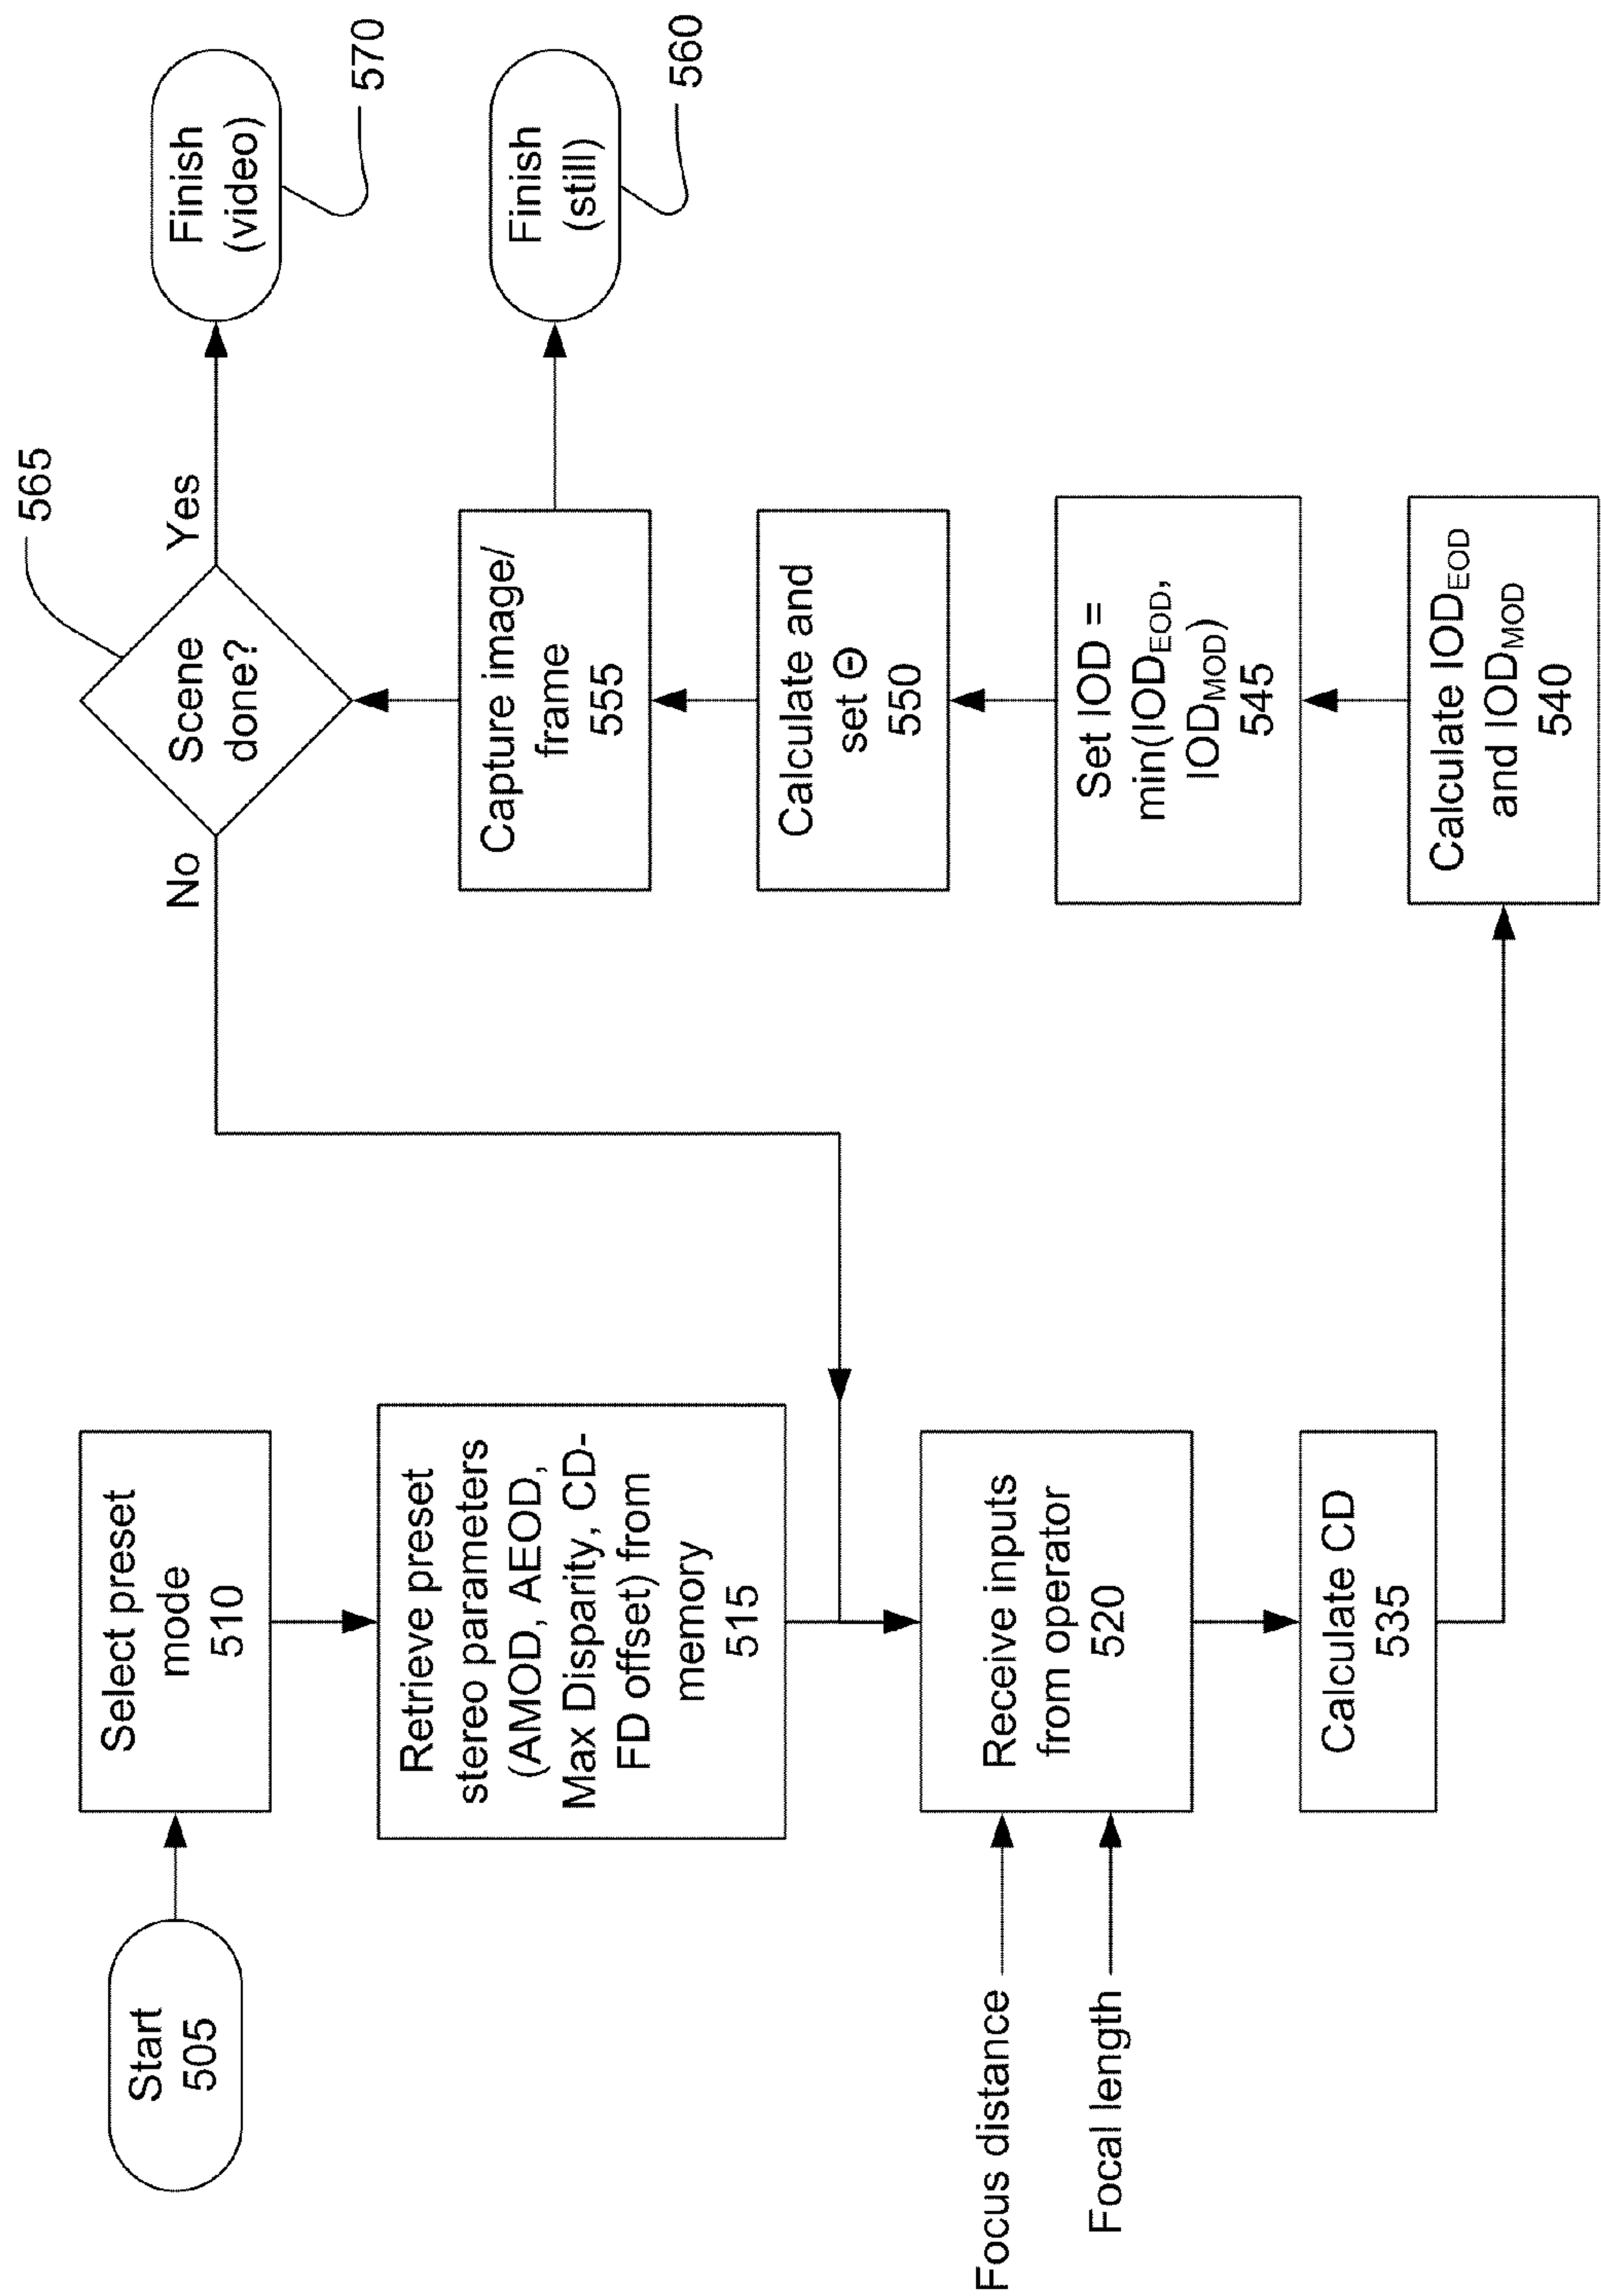 Start
505
Select preset
mode
510
Retrieve preset
stereo parameters
(AMOD, AEOD,
Max Disparity, CD-
FD offset) from
memory
515
Focus distance
Focal length
Receive inputs
from operator
520
Calculate CD
535
Calculate IOD_EOD
and IOD_MOD
540
Set IOD =
min(IOD_EOD,
IOD_MOD)
545
Calculate and
set Θ
550
Capture image/
frame
555
Finish
(still)
560
Scene
done?
565
No
Yes
Finish
(video)
570